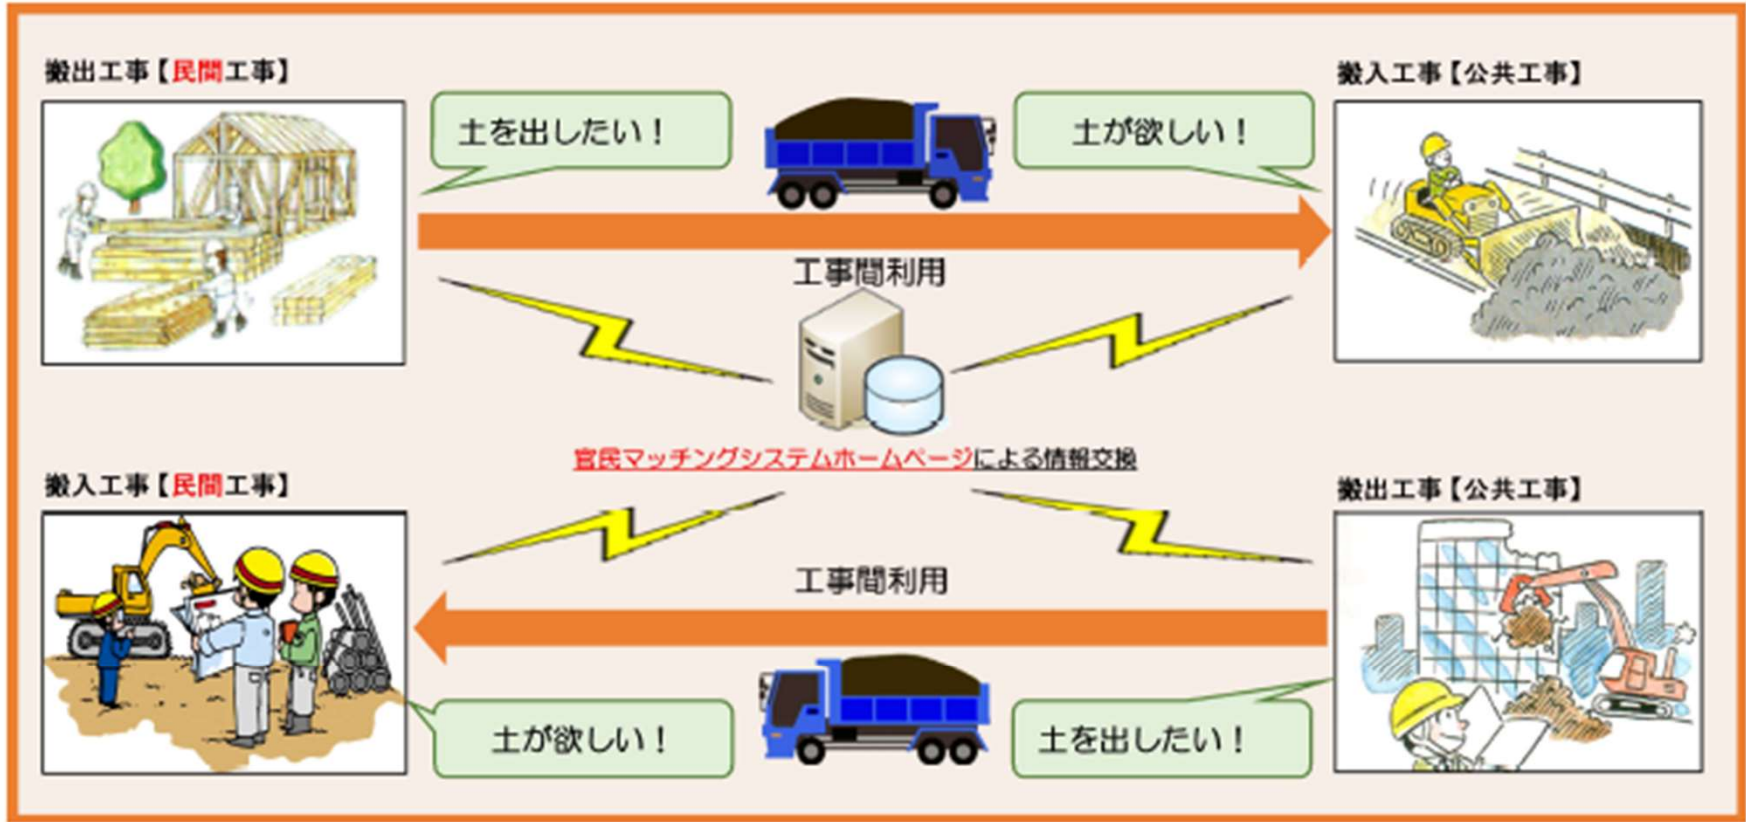 搬出工事【民間工事】
搬入工事【公共工事】
土を出したい！
土が欲しい！
工事間利用
官民マッチングシステムホームページによる情報交換
搬入工事【民間工事】
搬出工事【公共工事】
工事間利用
土が欲しい！
土を出したい！